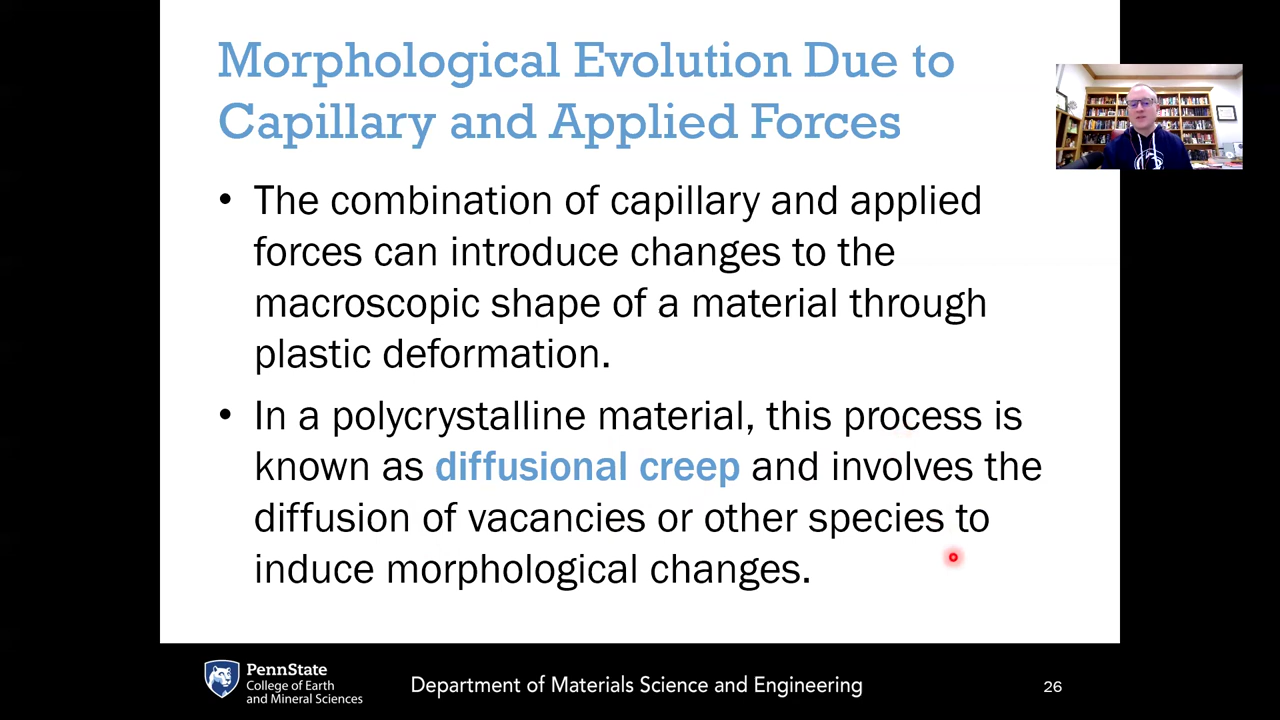 Morphological Evolution Due to
Capillary and Applied Forces
• The combination of capillary and applied
forces can introduce changes to the
macroscopic shape of a material through
plastic deformation.
• In a polycrystalline material, this process is
known as diffusional creep and involves the
diffusion of vacancies or other species to
induce morphological changes.
PennState
College of Earth
and Mineral Sciences
Department of Materials Science and Engineering
26